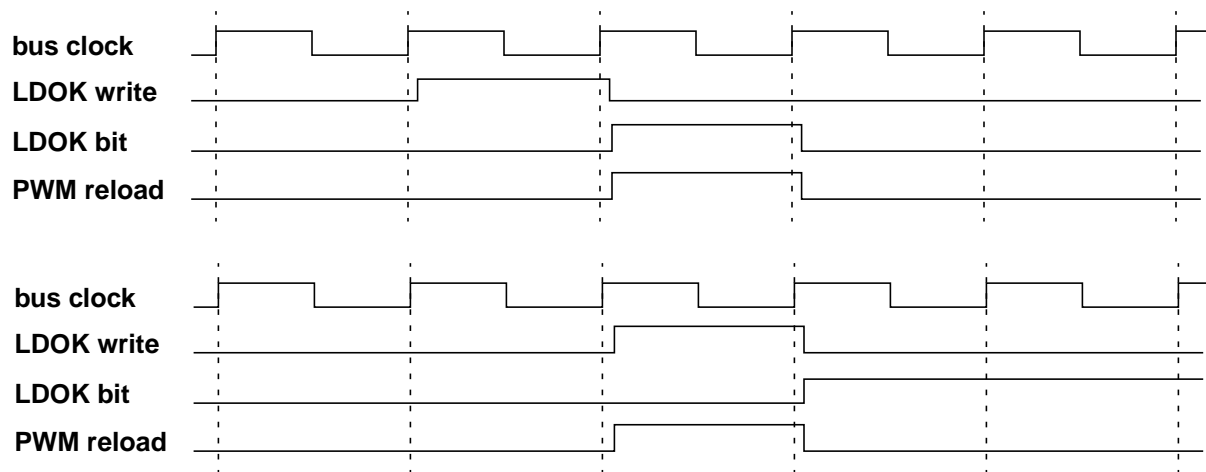 bus clock
LDOK write
LDOK bit
PWM reload
bus clock
LDOK write
LDOK bit
PWM reload